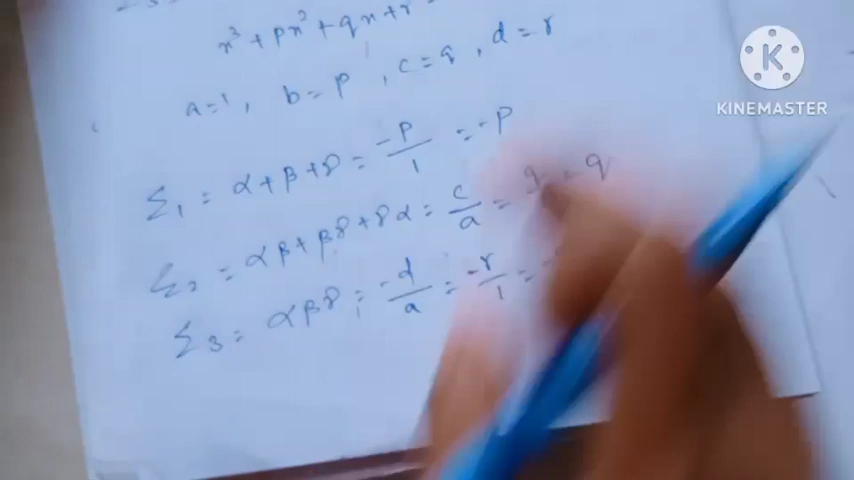 x³ + px² + qx + r
a=1, b = p, c = q, d = r
Σ₁ = α + β + γ = -p/1 = -p
Σ₂ = αβ + βγ + γα = c/a = q
Σ₃ = αβγ = -d/a = -r/1 =
K
KINEMASTER